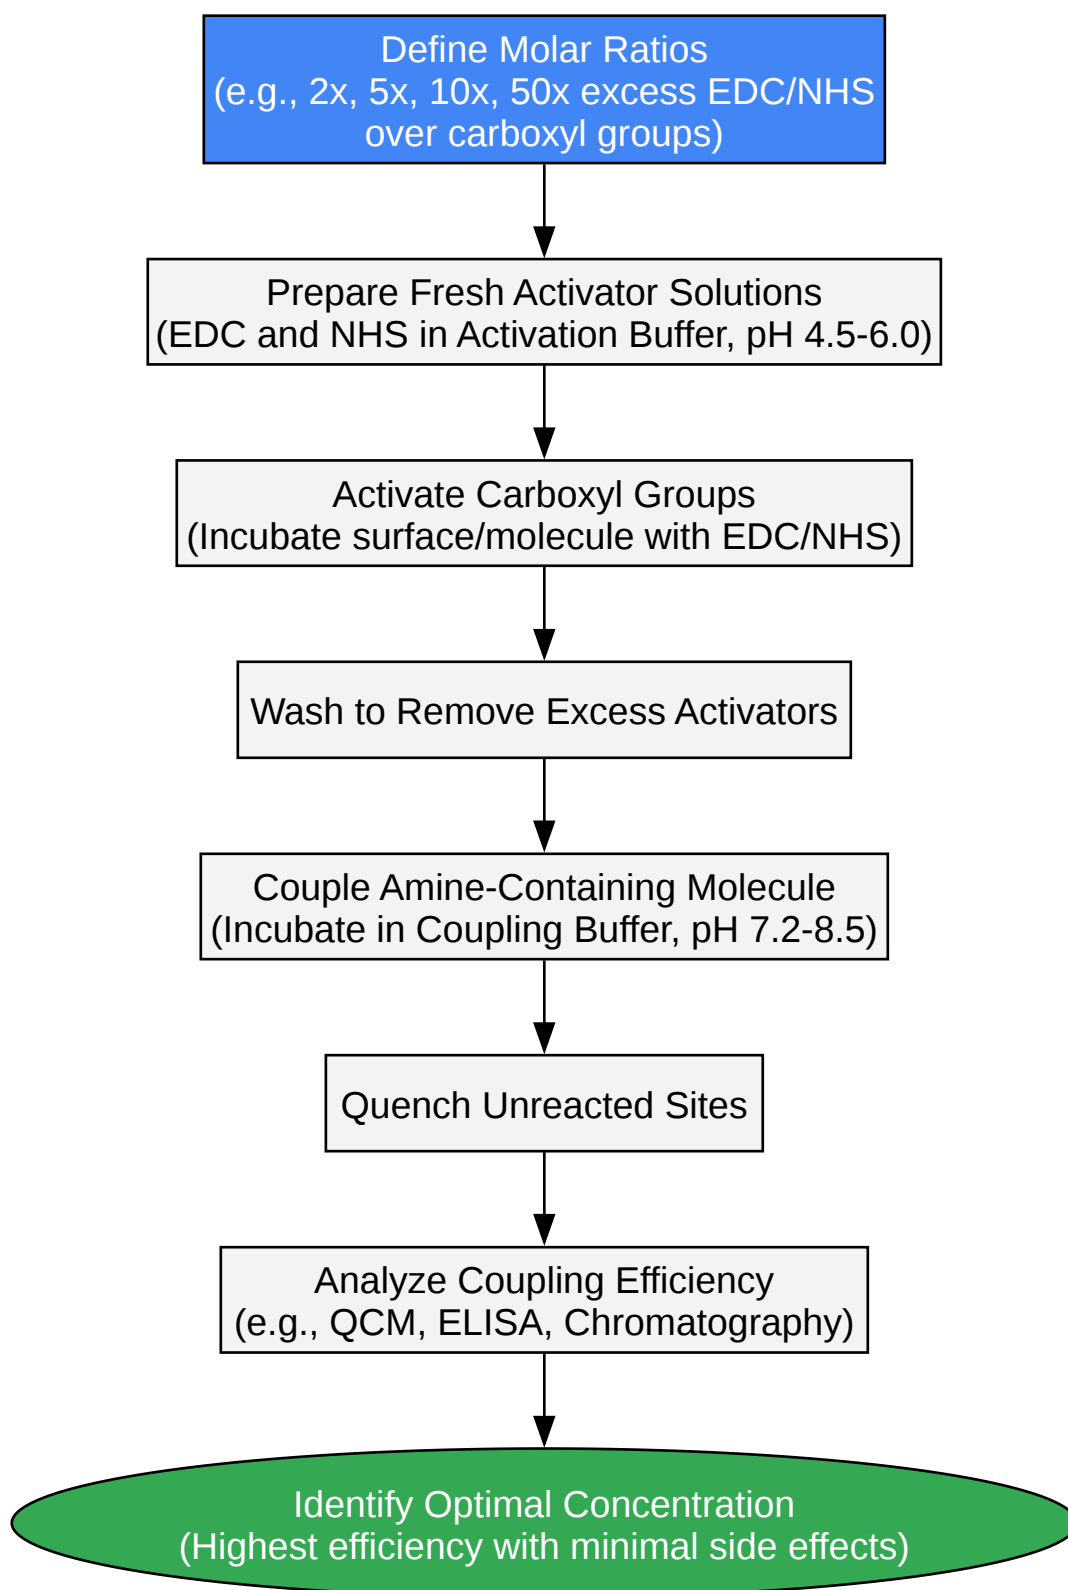 Define Molar Ratios
(e.g., 2x, 5x, 10x, 50x excess EDC/NHS
over carboxyl groups)
Prepare Fresh Activator Solutions
(EDC and NHS in Activation Buffer, pH 4.5-6.0)
Activate Carboxyl Groups
(Incubate surface/molecule with EDC/NHS)
Wash to Remove Excess Activators
Couple Amine-Containing Molecule
(Incubate in Coupling Buffer, pH 7.2-8.5)
Quench Unreacted Sites
Analyze Coupling Efficiency
(e.g., QCM, ELISA, Chromatography)
Identify Optimal Concentration
(Highest efficiency with minimal side effects)